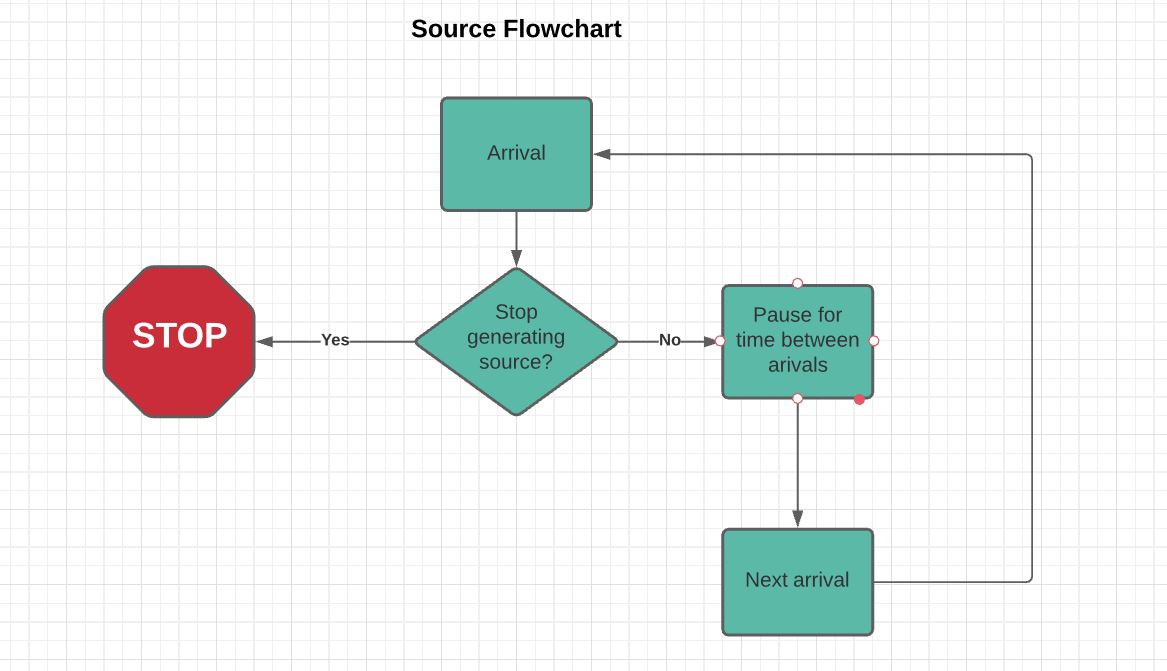 Source Flowchart
Arrival
STOP
Yes
Stop
generating
source?
No
Pause for
time between
arivals
Next arrival